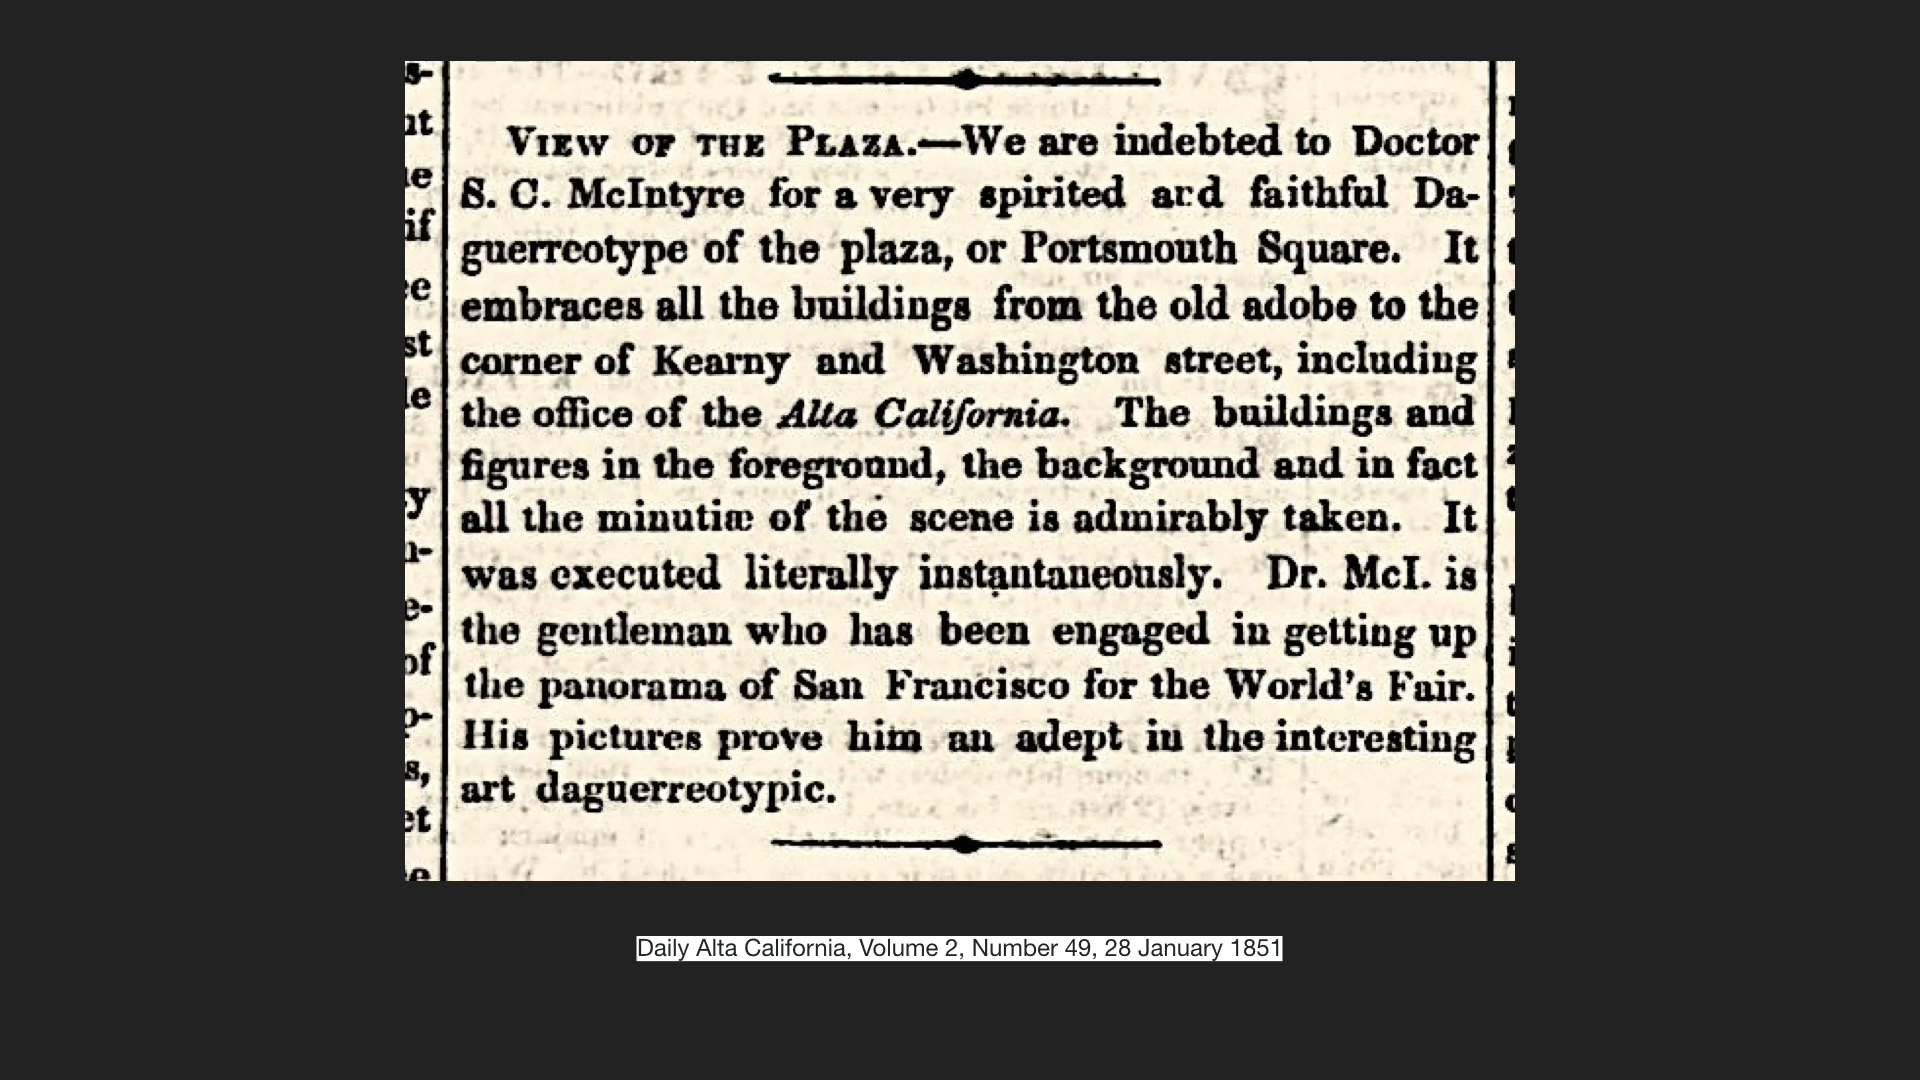 VIEW OF THE PLAZA.—We are indebted to Doctor
S. C. McIntyre for a very spirited and faithful Da-
guerreotype of the plaza, or Portsmouth Square. It
embraces all the buildings from the old adobe to the
corner of Kearny and Washington street, including
the office of the Alta California. The buildings and
figures in the foreground, the background and in fact
all the minutiæ of the scene is admirably taken. It
was executed literally instantaneously. Dr. McI. is
the gentleman who has been engaged in getting up
the panorama of San Francisco for the World's Fair.
His pictures prove him an adept in the interesting
art daguerreotypic.
Daily Alta California, Volume 2, Number 49, 28 January 1851